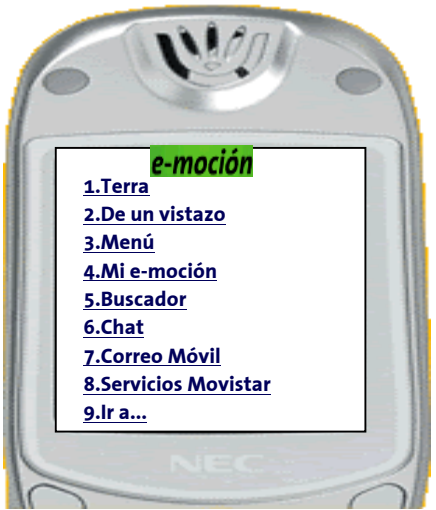 e-moción
1.Terra
2.De un vistazo
3.Menú
4.Mi e-moción
5.Buscador
6.Chat
7.Correo Móvil
8.Servicios Movistar
9.Ir a...
NEC